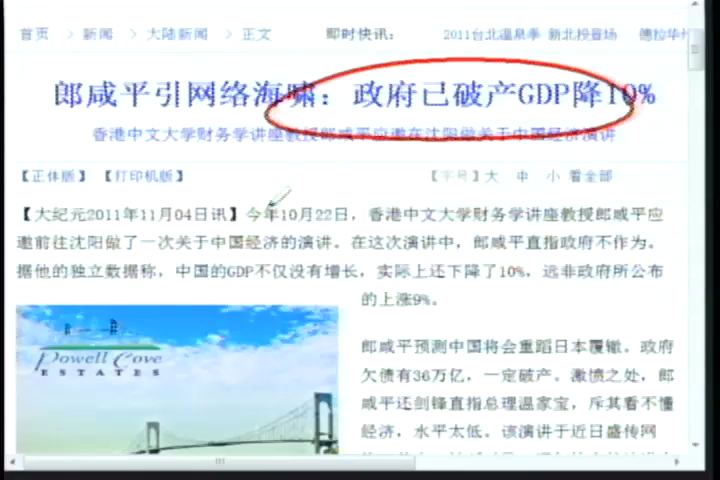 首页 > 新闻 > 大陆新闻 > 正文 即时快讯: 2011台北温泉季 新北投登场 德拉华州
郎咸平引网络海啸：政府已破产GDP降10%
香港中文大学财务学讲座教授郎咸平应邀在沈阳做关于中国经济演讲
【正体版】 【打印机版】 【字号】大 中 小 看全部
【大纪元2011年11月04日讯】今年10月22日，香港中文大学财务学讲座教授郎咸平应
邀前往沈阳做了一次关于中国经济的演讲。在这次演讲中，郎咸平直指政府不作为。
据他的独立数据称，中国的GDP不仅没有增长，实际上还下降了10%，远非政府所公布
的上涨9%。
郎咸平预测中国将会重蹈日本覆辙。政府
欠债有36万亿，一定破产。激愤之处，郎
咸平还剑锋直指总理温家宝，斥其看不懂
经济，水平太低。该演讲于近日盛传网
Powell Cove
ESTATES